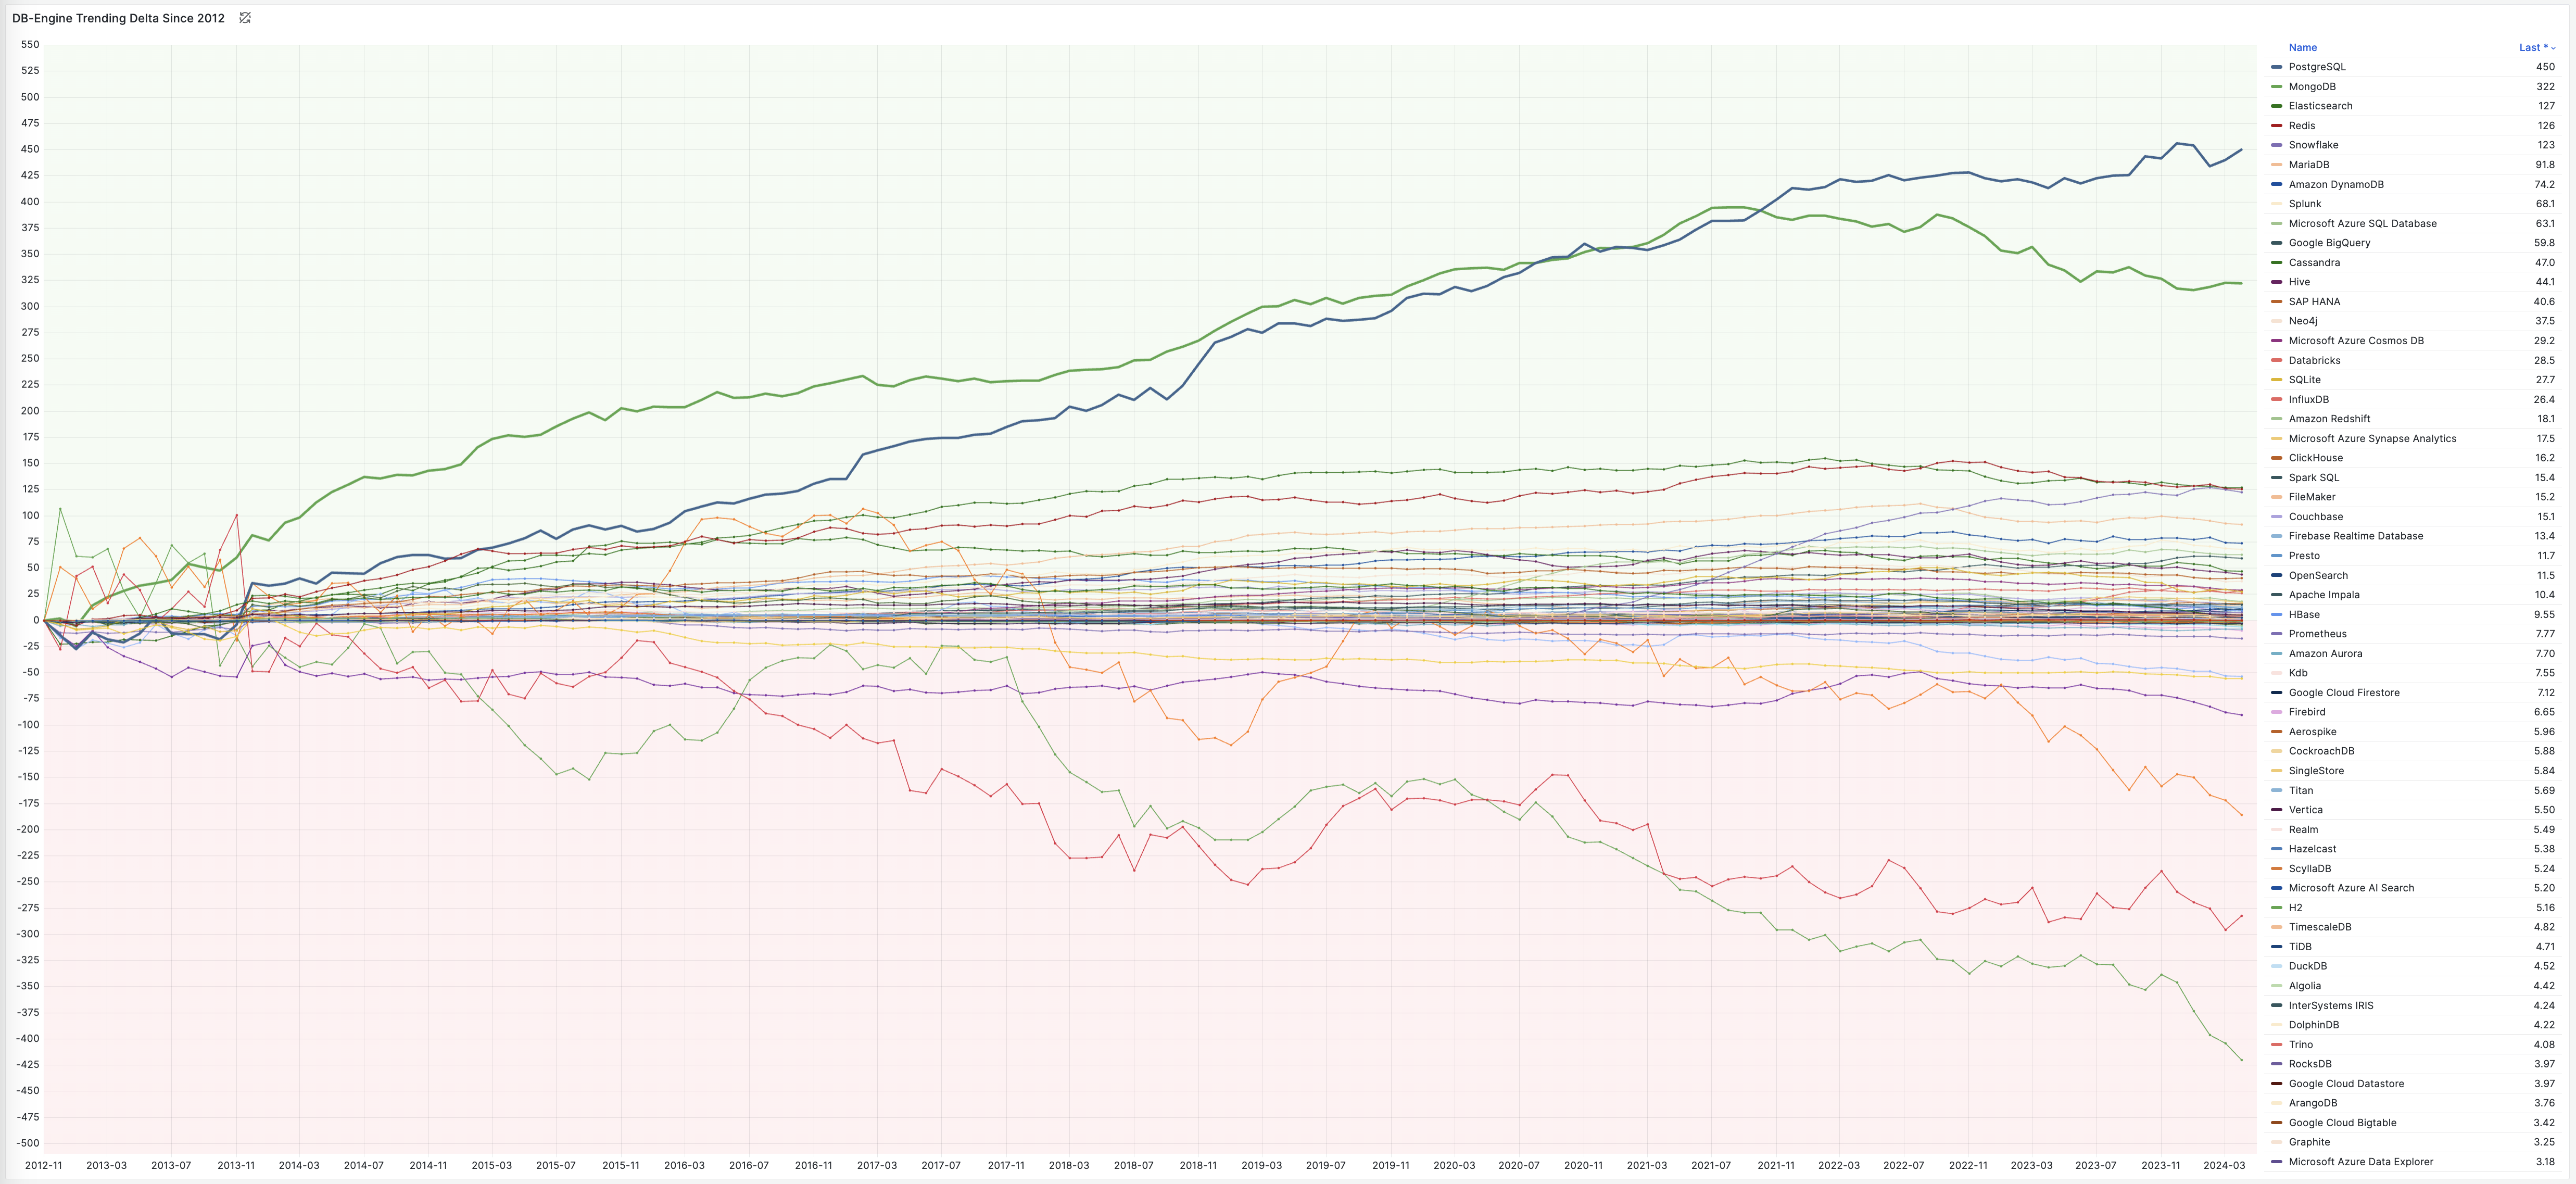 DB-Engine Trending Delta Since 2012
550
525
500
475
450
425
400
375
350
325
300
275
250
225
200
175
150
125
100
75
50
25
0
-25
-50
-75
-100
-125
-150
-175
-200
-225
-250
-275
-300
-325
-350
-375
-400
-425
-450
-475
-500
2012-11 2013-03 2013-07 2013-11 2014-03 2014-07 2014-11 2015-03 2015-07 2015-11 2016-03 2016-07 2016-11 2017-03 2017-07 2017-11 2018-03 2018-07 2018-11 2019-03 2019-07 2019-11 2020-03 2020-07 2020-11 2021-03 2021-07 2021-11 2022-03 2022-07 2022-11 2023-03 2023-07 2023-11 2024-03
Name Last *
PostgreSQL 450
MongoDB 322
Elasticsearch 127
Redis 126
Snowflake 123
MariaDB 91.8
Amazon DynamoDB 74.2
Splunk 68.1
Microsoft Azure SQL Database 63.1
Google BigQuery 59.8
Cassandra 47.0
Hive 44.1
SAP HANA 40.6
Neo4j 37.5
Microsoft Azure Cosmos DB 29.2
Databricks 28.5
SQLite 27.7
InfluxDB 26.4
Amazon Redshift 18.1
Microsoft Azure Synapse Analytics 17.5
ClickHouse 16.2
Spark SQL 15.4
FileMaker 15.2
Couchbase 15.1
Firebase Realtime Database 13.4
Presto 11.7
OpenSearch 11.5
Apache Impala 10.4
HBase 9.55
Prometheus 7.77
Amazon Aurora 7.70
Kdb 7.55
Google Cloud Firestore 7.12
Firebird 6.65
Aerospike 5.96
CockroachDB 5.88
SingleStore 5.84
Titan 5.69
Vertica 5.50
Realm 5.49
Hazelcast 5.38
ScyllaDB 5.24
Microsoft Azure AI Search 5.20
H2 5.16
TimescaleDB 4.82
TiDB 4.71
DuckDB 4.52
Algolia 4.42
InterSystems IRIS 4.24
DolphinDB 4.22
Trino 4.08
RocksDB 3.97
Google Cloud Datastore 3.97
ArangoDB 3.76
Google Cloud Bigtable 3.42
Graphite 3.25
Microsoft Azure Data Explorer 3.18